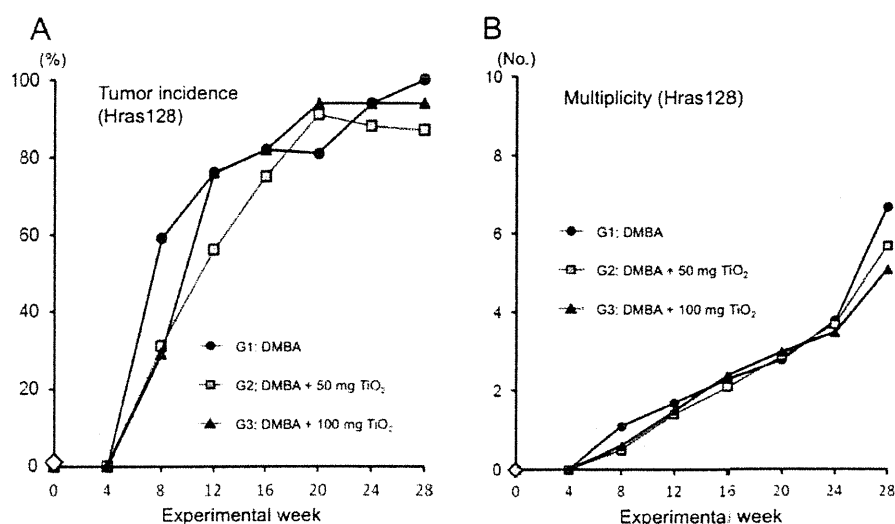 A
(%)
Tumor incidence
(Hras128)
100
80
60
40
20
0
G1: DMBA
G2; DMBA + 50 mg TiO₂
G3: DMBA + 100 mg TiO₂
0 4 8 12 16 20 24 28
Experimental week
B
(No.)
Multiplicity (Hras128)
10
8
6
4
2
0
G1: DMBA
G2: DMBA + 50 mg TiO₂
G3: DMBA + 100 mg TiO₂
0 4 8 12 16 20 24 28
Experimental week